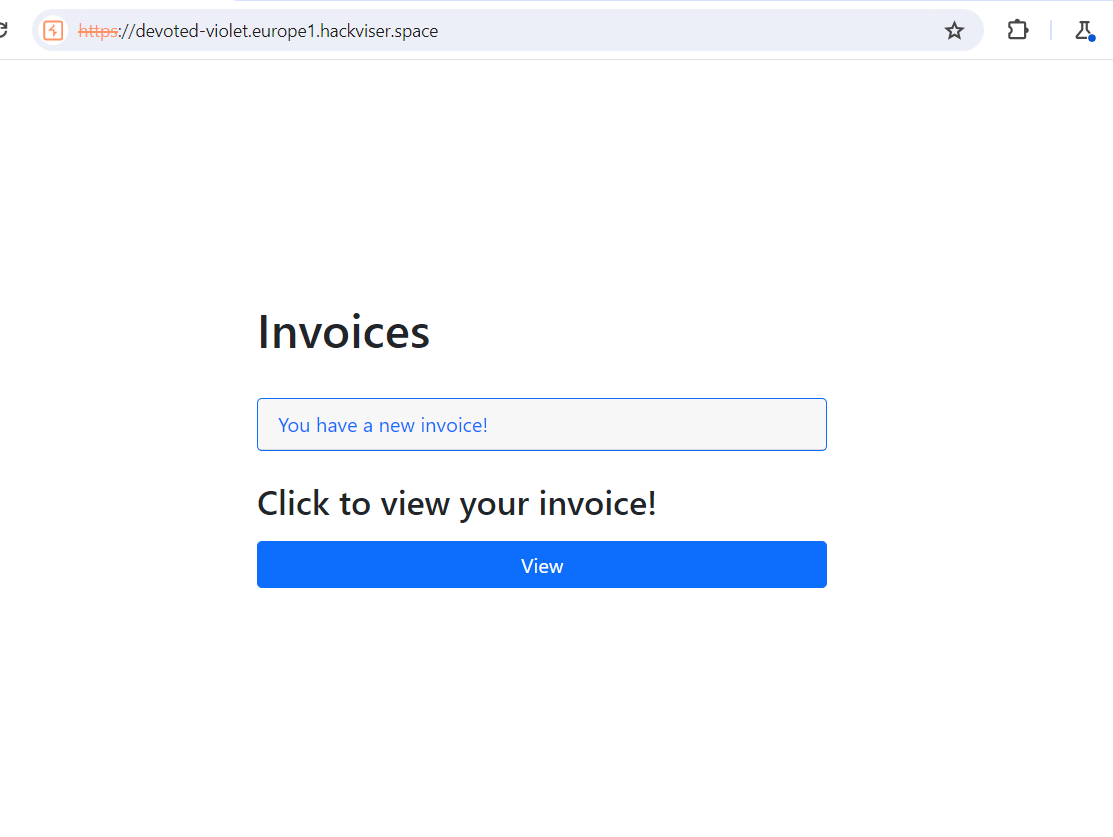 https://devoted-violet.europe1.hackviser.space
Invoices
You have a new invoice!
Click to view your invoice!
View